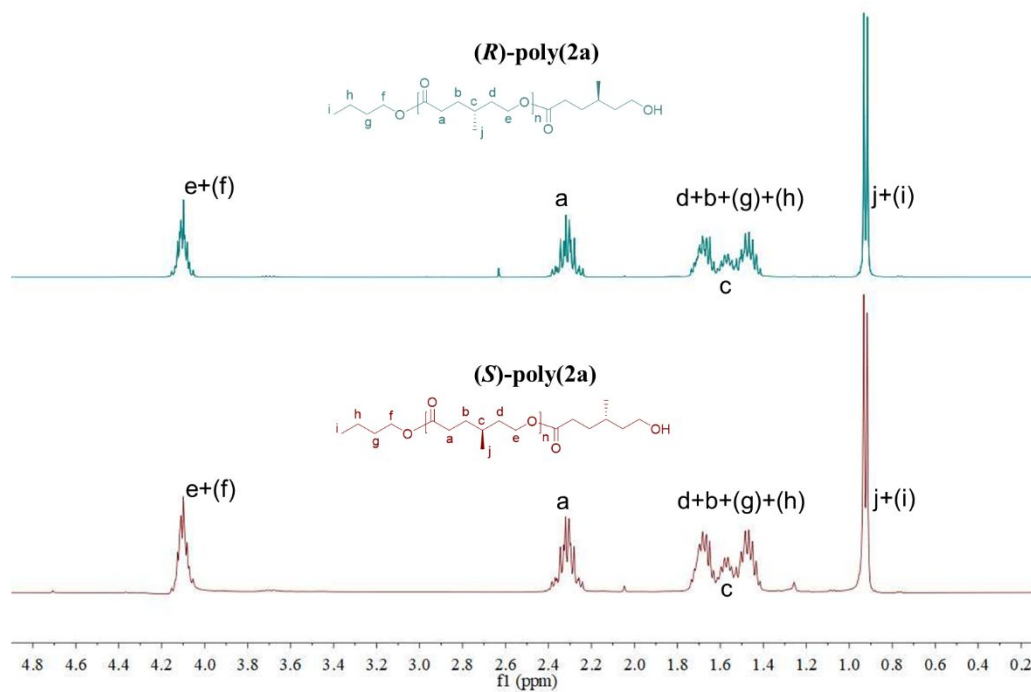 (R)-poly(2a)
O
b
d
h
f
c
O
i
O
n
OH
g
a
e
j
O
e+(f)
a
d+b+(g)+(h)
j+(i)
c
(S)-poly(2a)
O
b
d
h
f
c
O
i
O
n
OH
g
a
e
j
O
e+(f)
a
d+b+(g)+(h)
j+(i)
c
4.8 4.6 4.4 4.2 4.0 3.8 3.6 3.4 3.2 3.0 2.8 2.6 2.4 2.2 2.0 1.8 1.6 1.4 1.2 1.0 0.8 0.6 0.4 0.2
f1 (ppm)